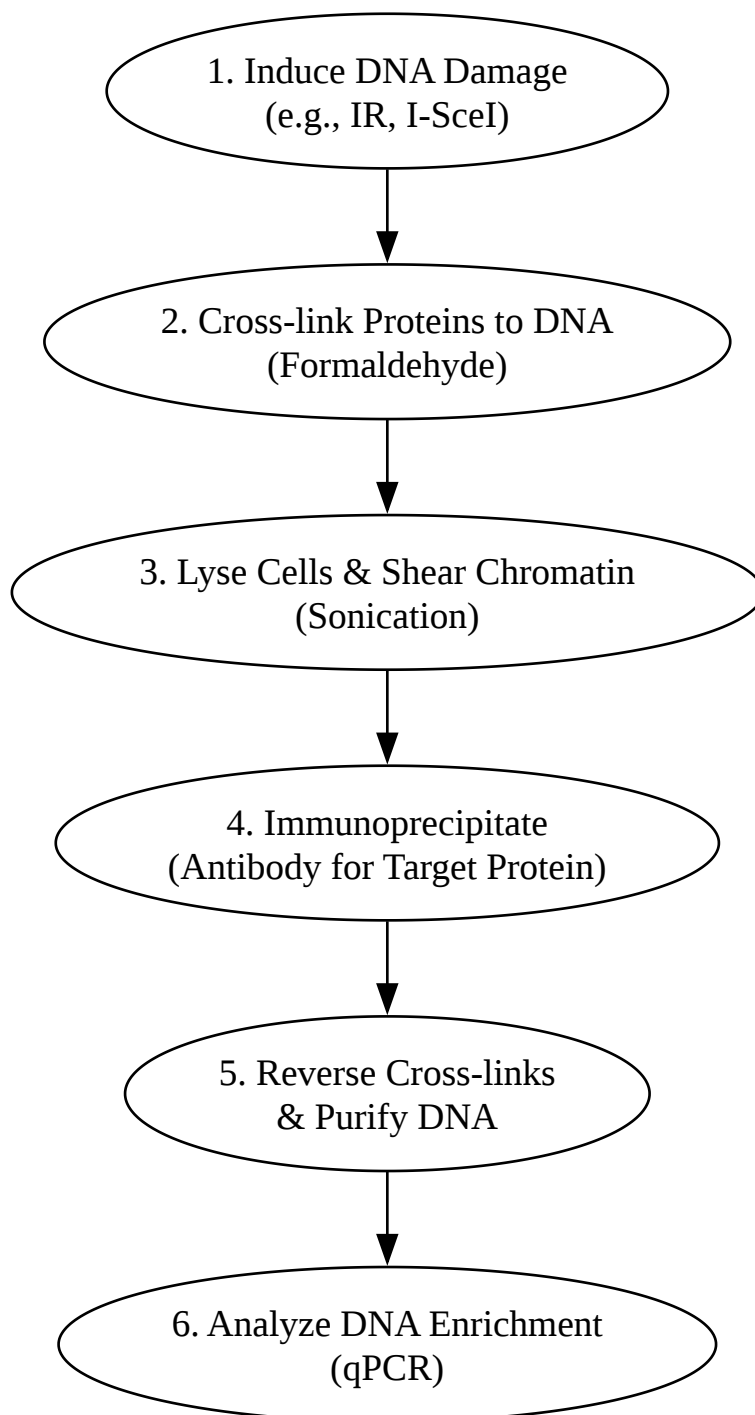 1. Induce DNA Damage
(e.g., IR, I-SceI)
2. Cross-link Proteins to DNA
(Formaldehyde)
3. Lyse Cells & Shear Chromatin
(Sonication)
4. Immunoprecipitate
(Antibody for Target Protein)
5. Reverse Cross-links
& Purify DNA
6. Analyze DNA Enrichment
(qPCR)